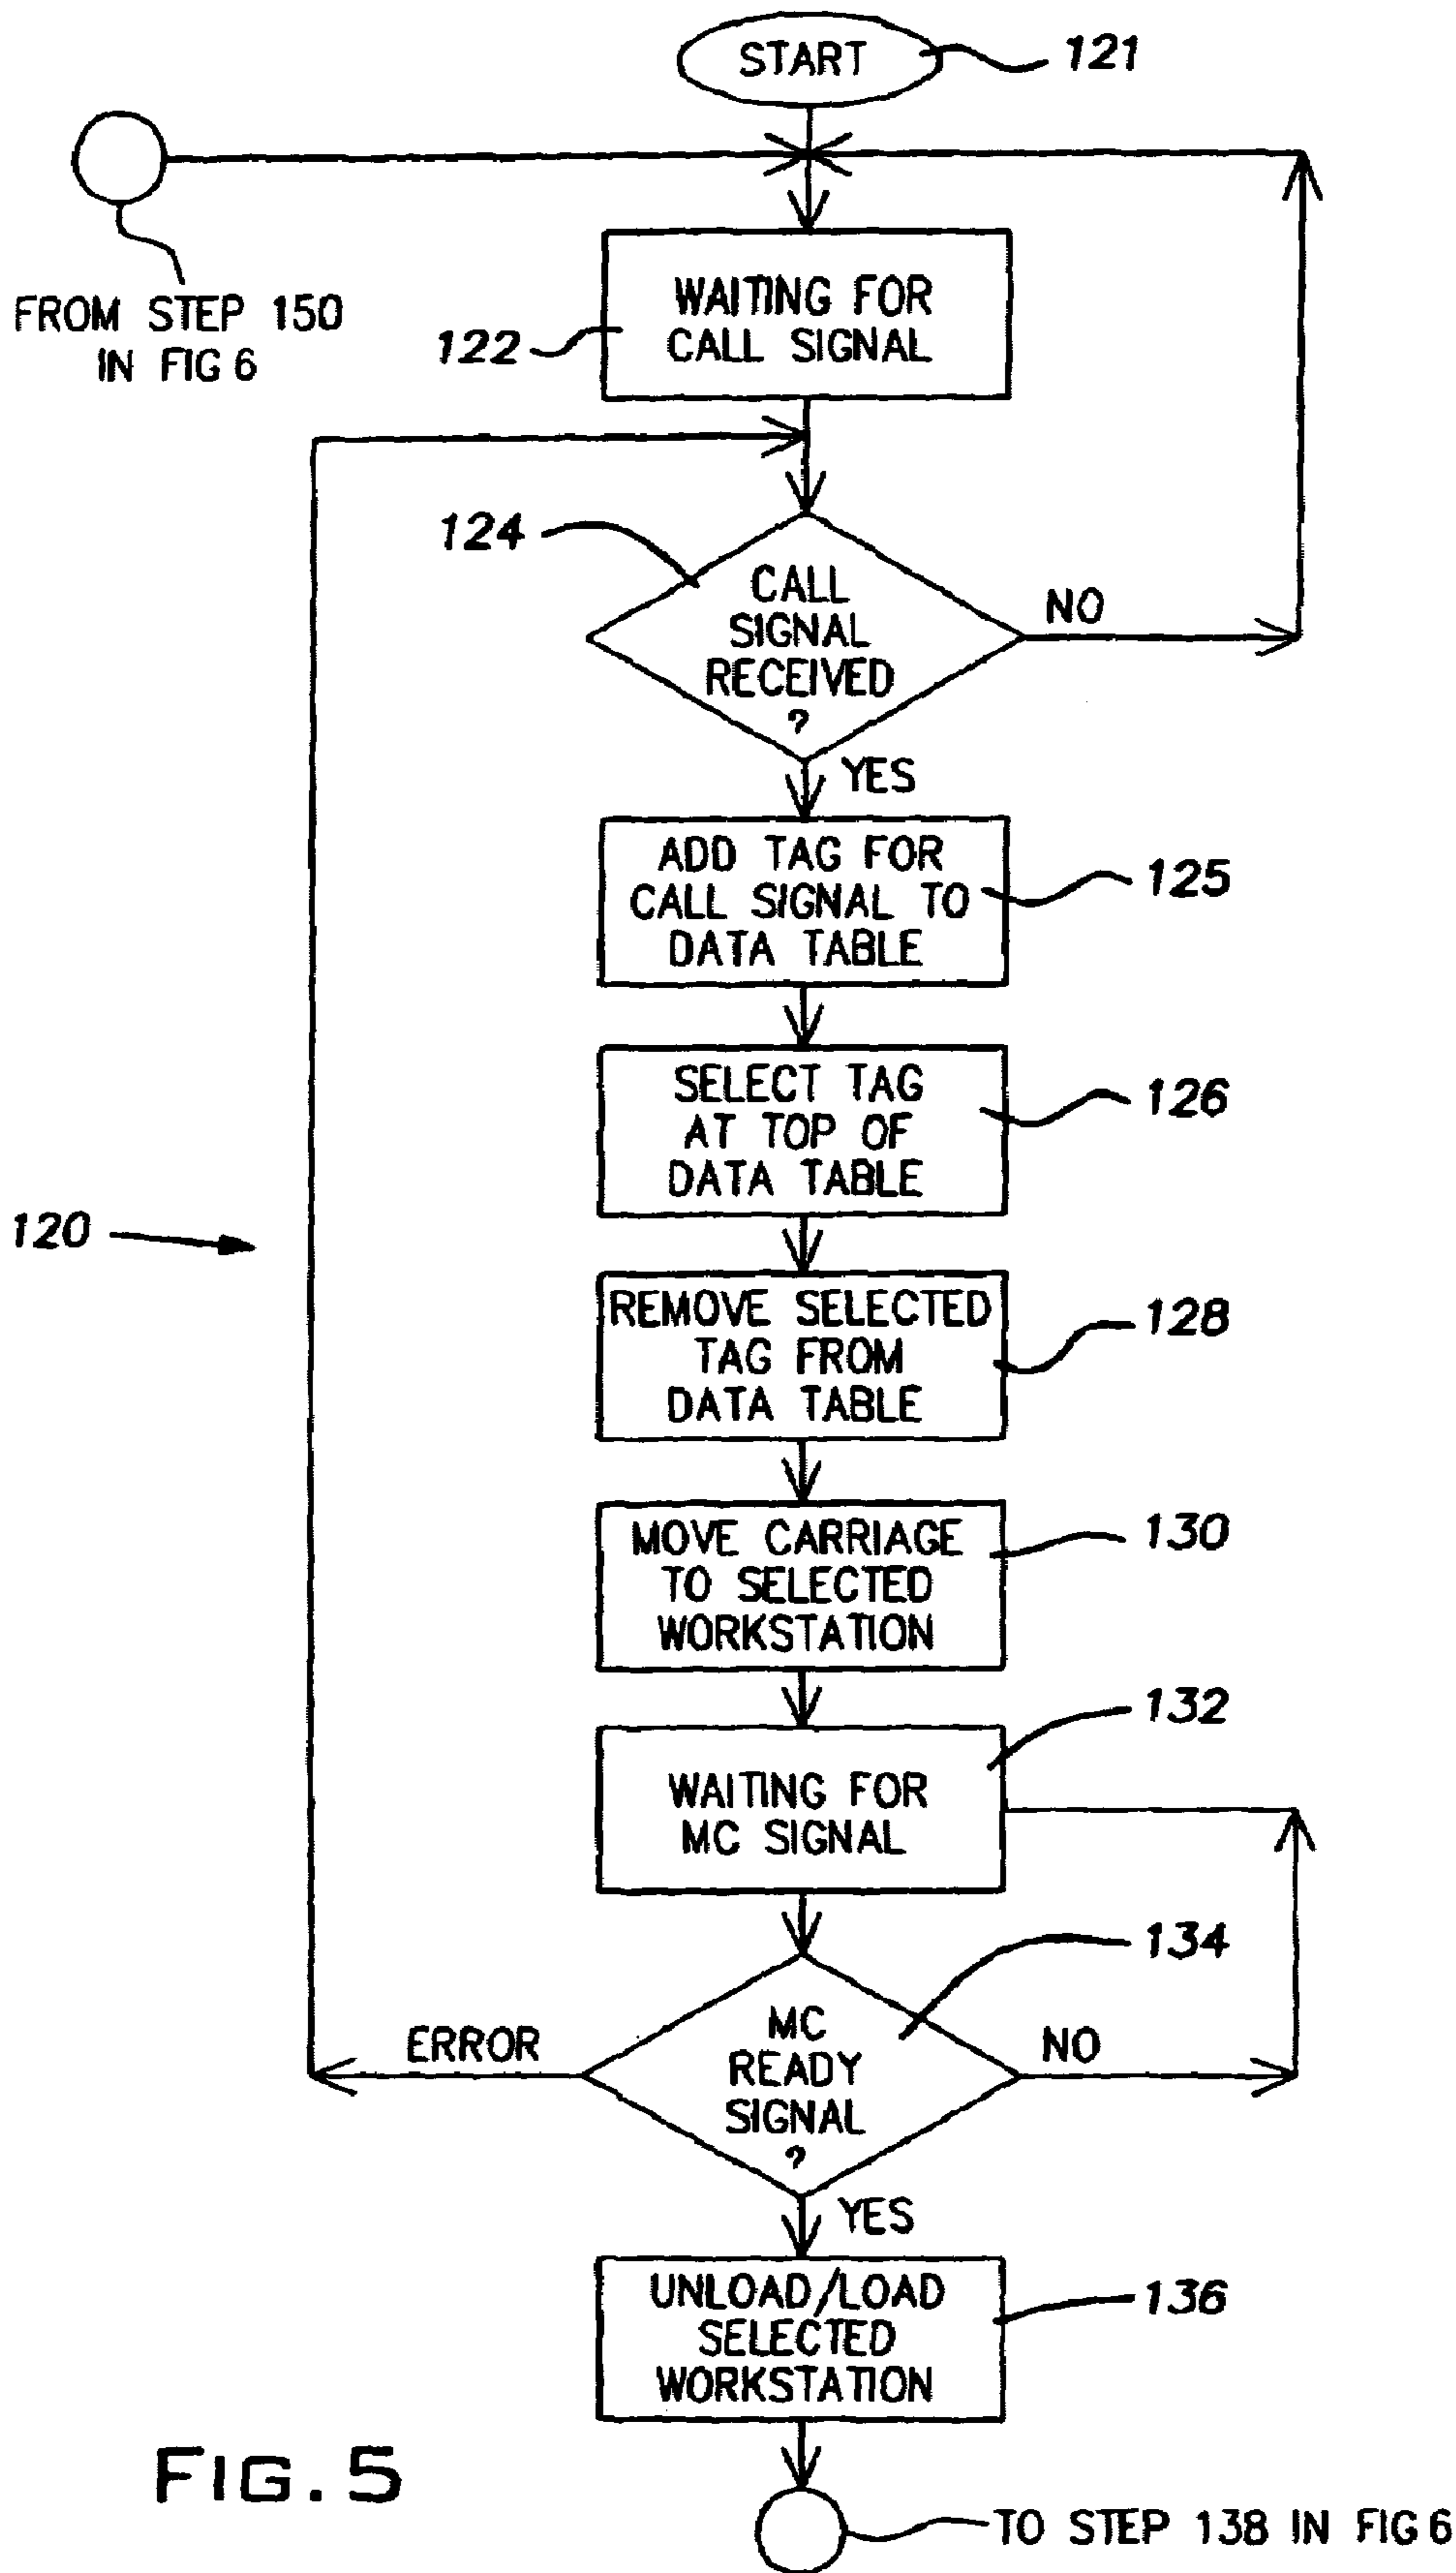 START
121
FROM STEP 150
IN FIG 6
WAITING FOR
CALL SIGNAL
122
124
CALL
SIGNAL
RECEIVED
?
NO
YES
ADD TAG FOR
CALL SIGNAL TO
DATA TABLE
125
SELECT TAG
AT TOP OF
DATA TABLE
126
120
REMOVE SELECTED
TAG FROM
DATA TABLE
128
MOVE CARRIAGE
TO SELECTED
WORKSTATION
130
WAITING FOR
MC SIGNAL
132
134
ERROR
MC
READY
SIGNAL
?
NO
YES
UNLOAD/LOAD
SELECTED
WORKSTATION
136
FIG. 5
TO STEP 138 IN FIG 6